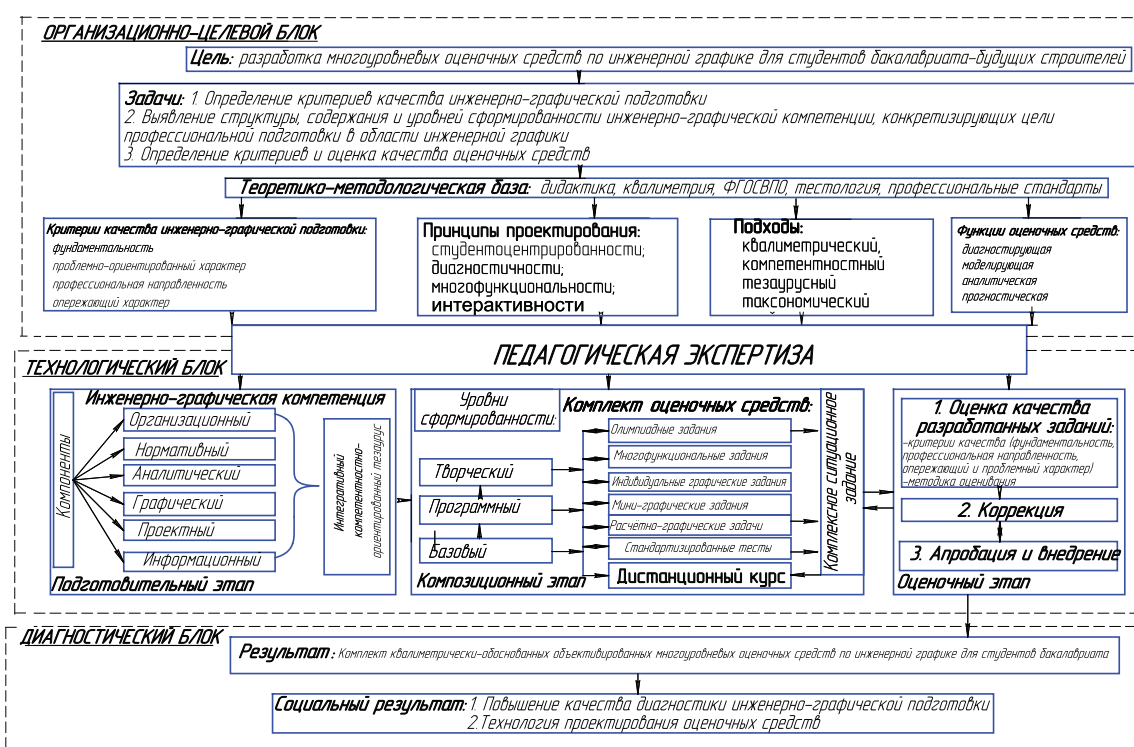 ОРГАНИЗАЦИОННО-ЦЕЛЕВОЙ БЛОК
Цель: разработка многоуровневых оценочных средств по инженерной графике для студентов бакалавриата-будущих строителей
Задачи: 1. Определение критериев качества инженерно-графической подготовки
2. Выявление структуры, содержания и уровней сформированности инженерно-графической компетенции, конкретизирующих цели
профессиональной подготовки в области инженерной графики
3. Определение критериев и оценка качества оценочных средств
Теоретико-методологическая база: дидактика, квалиметрия, ФГОСВПО, тестология, профессиональные стандарты
Критерии качества инженерно-графической подготовки:
фундаментальность
проблемно-ориентированный характер
профессиональная направленность
опережающий характер
Принципы проектирования:
студентоцентрированности;
диагностичности;
многофункциональности;
интерактивности
Подходы:
квалиметрический,
компетентностный
тезаурусный
таксономический
Функции оценочных средств:
диагностирующая
моделирующая
аналитическая
прогностическая
ПЕДАГОГИЧЕСКАЯ ЭКСПЕРТИЗА
ТЕХНОЛОГИЧЕСКИЙ БЛОК
Инженерно-графическая компетенция
Компоненты
Организационный
Нормативный
Аналитический
Графический
Проектный
Информационный
Интегративный
компетентностно-
ориентированный тезаурус
Подготовительный этап
Уровни
сформированности:
Творческий
Программный
Базовый
Композиционный этап
Комплект оценочных средств:
Олимпиадные задания
Многофункциональные задания
Индивидуальные графические задания
Мини-графические задания
Расчётно-графические задачи
Стандартизированные тесты
Дистанционный курс
Комплексное ситуационное
задание
1. Оценка качества
разработанных заданий:
-критерии качества (фундаментальность,
профессиональная направленность,
опережающий и проблемный характер)
-методика оценивания
2. Коррекция
3. Апробация и внедрение
Оценочный этап
ДИАГНОСТИЧЕСКИЙ БЛОК
Результат: Комплект квалиметрически-обоснованных объективированных многоуровневых оценочных средств по инженерной графике для студентов бакалавриата
Социальный результат: 1. Повышение качества диагностики инженерно-графической подготовки
2.Технология проектирования оценочных средств